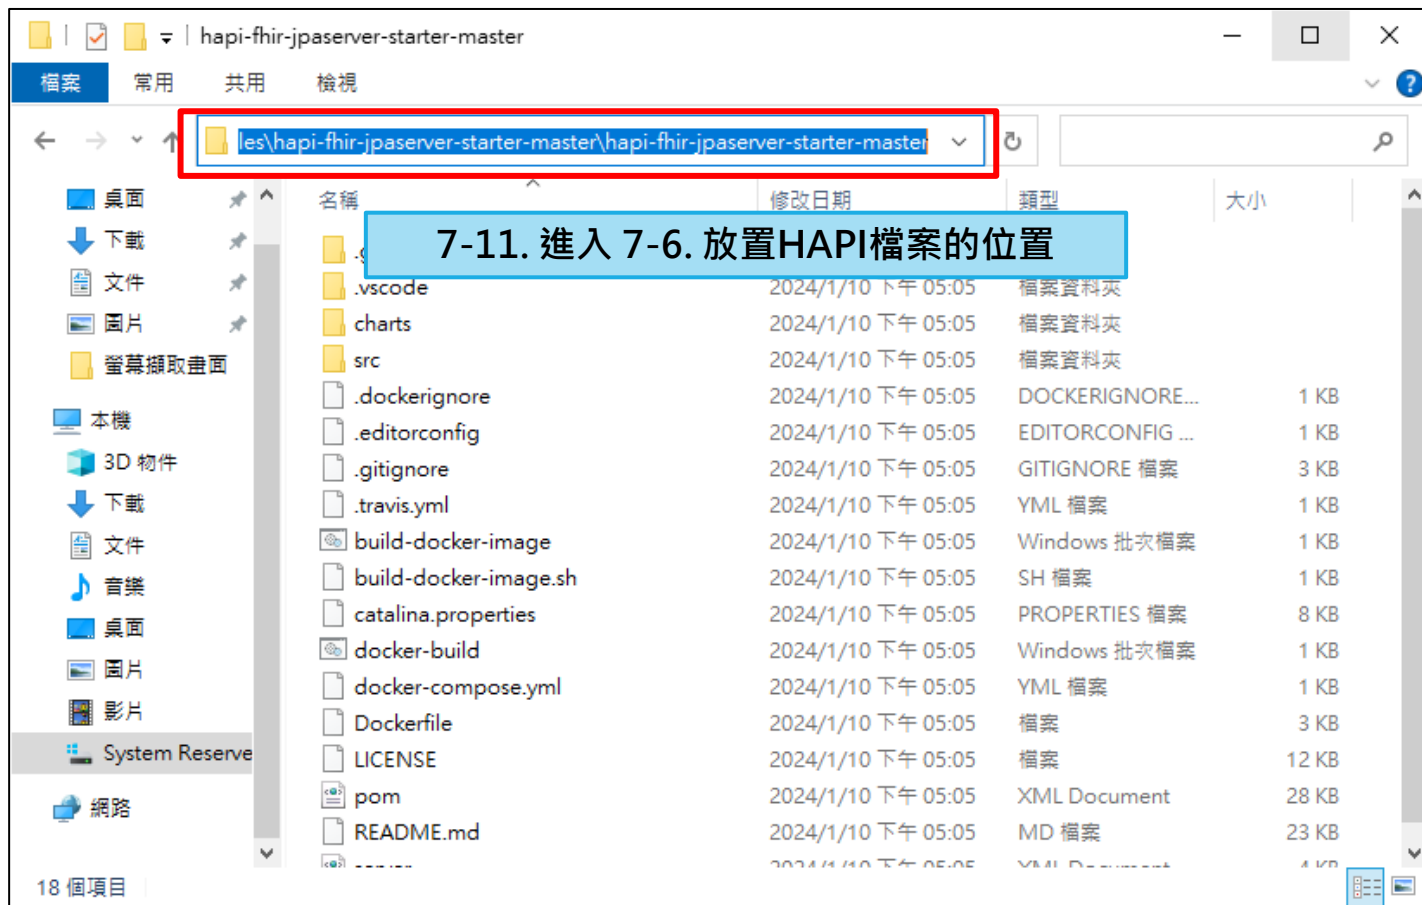 hapi-fhir-jpaserver-starter-master
檔案 常用 共用 檢視
les\hapi-fhir-jpaserver-starter-master\hapi-fhir-jpaserver-starter-master
名稱 修改日期 類型 大小
7-11. 進入 7-6. 放置HAPI檔案的位置
桌面
下載
文件
圖片
螢幕擷取畫面
本機
3D 物件
下載
文件
音樂
桌面
圖片
影片
System Reserve
網路
.vscode 2024/1/10 下午 05:05 檔案資料夾
charts 2024/1/10 下午 05:05 檔案資料夾
src 2024/1/10 下午 05:05 檔案資料夾
.dockerignore 2024/1/10 下午 05:05 DOCKERIGNORE... 1 KB
.editorconfig 2024/1/10 下午 05:05 EDITORCONFIG ... 1 KB
.gitignore 2024/1/10 下午 05:05 GITIGNORE 檔案 3 KB
.travis.yml 2024/1/10 下午 05:05 YML 檔案 1 KB
build-docker-image 2024/1/10 下午 05:05 Windows 批次檔案 1 KB
build-docker-image.sh 2024/1/10 下午 05:05 SH 檔案 1 KB
catalina.properties 2024/1/10 下午 05:05 PROPERTIES 檔案 8 KB
docker-build 2024/1/10 下午 05:05 Windows 批次檔案 1 KB
docker-compose.yml 2024/1/10 下午 05:05 YML 檔案 1 KB
Dockerfile 2024/1/10 下午 05:05 檔案 3 KB
LICENSE 2024/1/10 下午 05:05 檔案 12 KB
pom 2024/1/10 下午 05:05 XML Document 28 KB
README.md 2024/1/10 下午 05:05 MD 檔案 23 KB
18 個項目